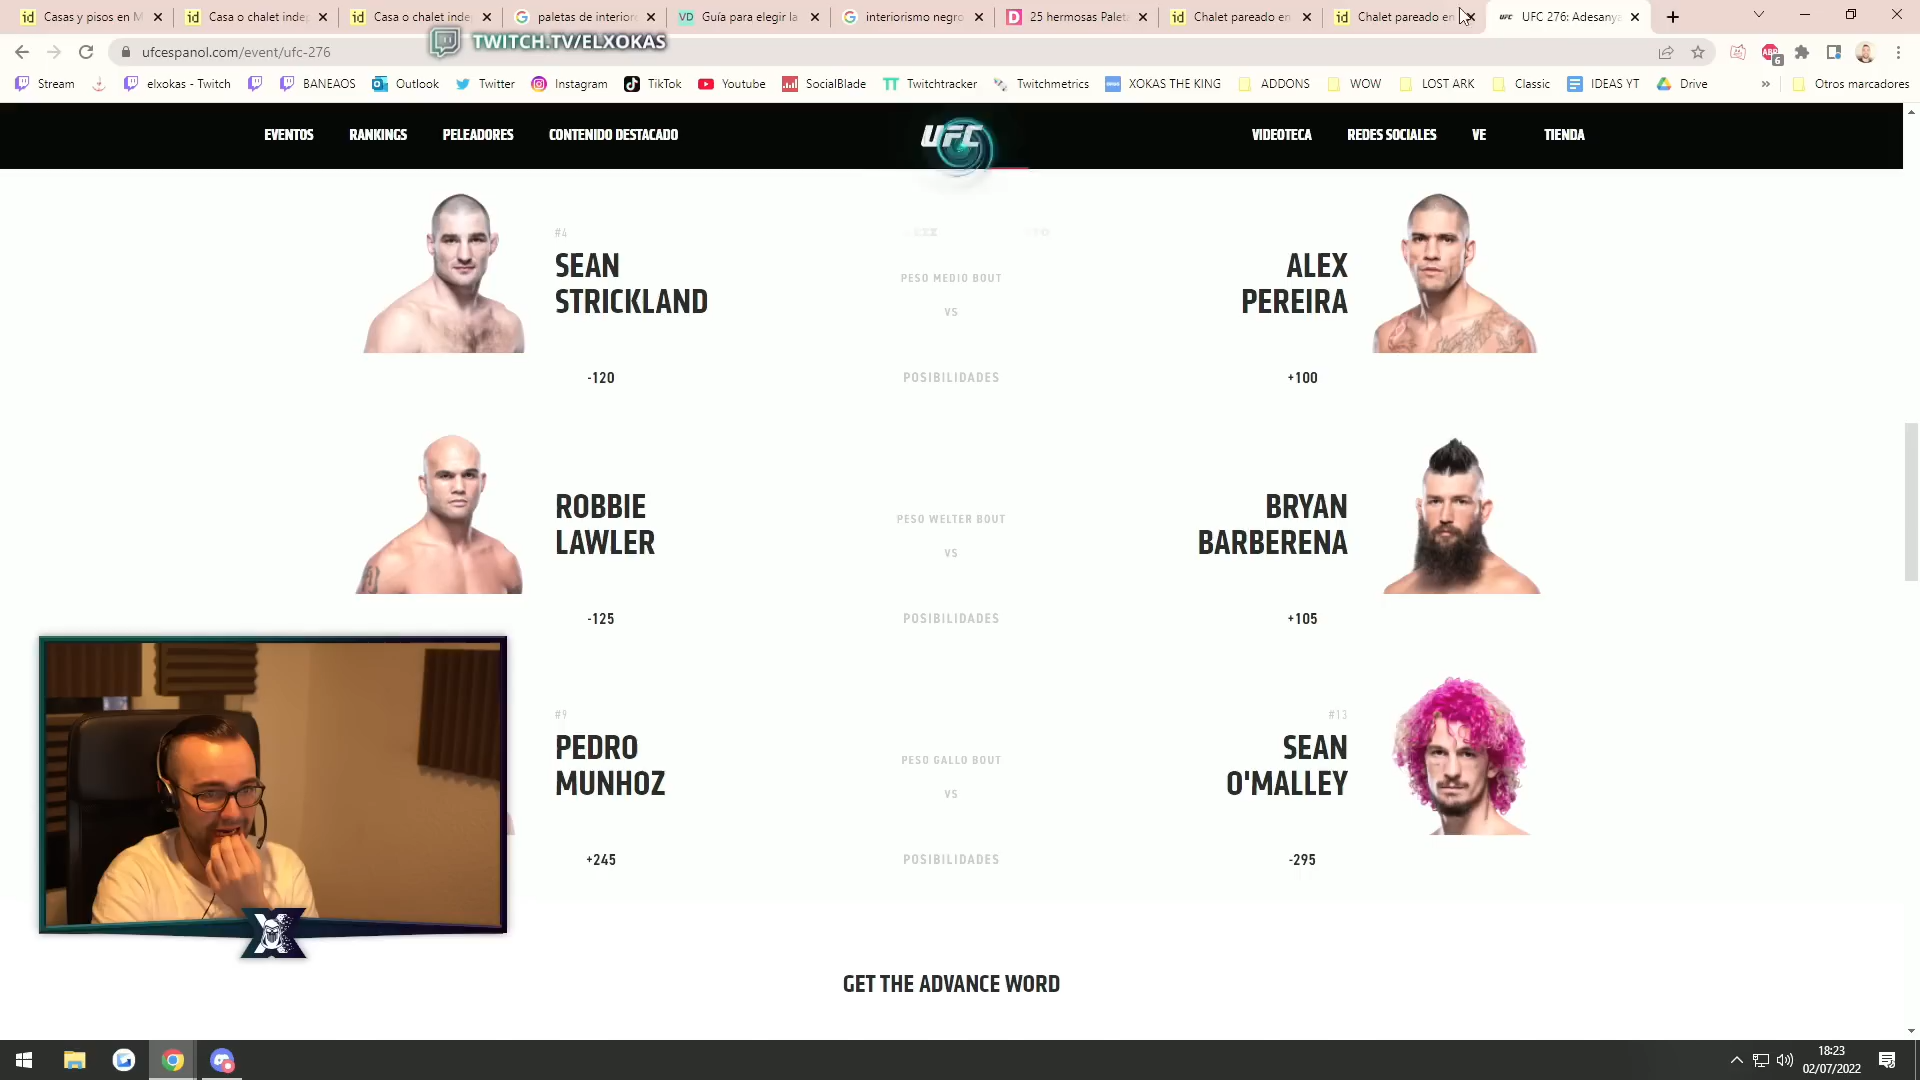 Casas y pisos en M
Casa o chalet inde
Casa o chalet inde
paletas de interior
Guía para elegir la
interiorismo negro
25 hermosas Palet
Chalet pareado en
Chalet pareado en
UFC 276: Adesanya
TWITCH.TV/ELXOKAS
ufcespanol.com/event/ufc-276
ABP
6
Stream
elxokas - Twitch
BANEAOS
Outlook
Twitter
Instagram
TikTok
Youtube
SocialBlade
Twitchtracker
Twitchmetrics
XOKAS THE KING
ADDONS
WOW
LOST ARK
Classic
IDEAS YT
Drive
»
Otros marcadores
EVENTOS
RANKINGS
PELEADORES
CONTENIDO DESTACADO
UFC
VIDEOTECA
REDES SOCIALES
VE
TIENDA
#4
SEAN
STRICKLAND
PESO MEDIO BOUT
VS
ALEX
PEREIRA
-120
POSIBILIDADES
+100
ROBBIE
LAWLER
PESO WELTER BOUT
VS
BRYAN
BARBERENA
-125
POSIBILIDADES
+105
#9
PEDRO
MUNHOZ
PESO GALLO BOUT
VS
#13
SEAN
O'MALLEY
+245
POSIBILIDADES
-295
GET THE ADVANCE WORD
18:23
02/07/2022